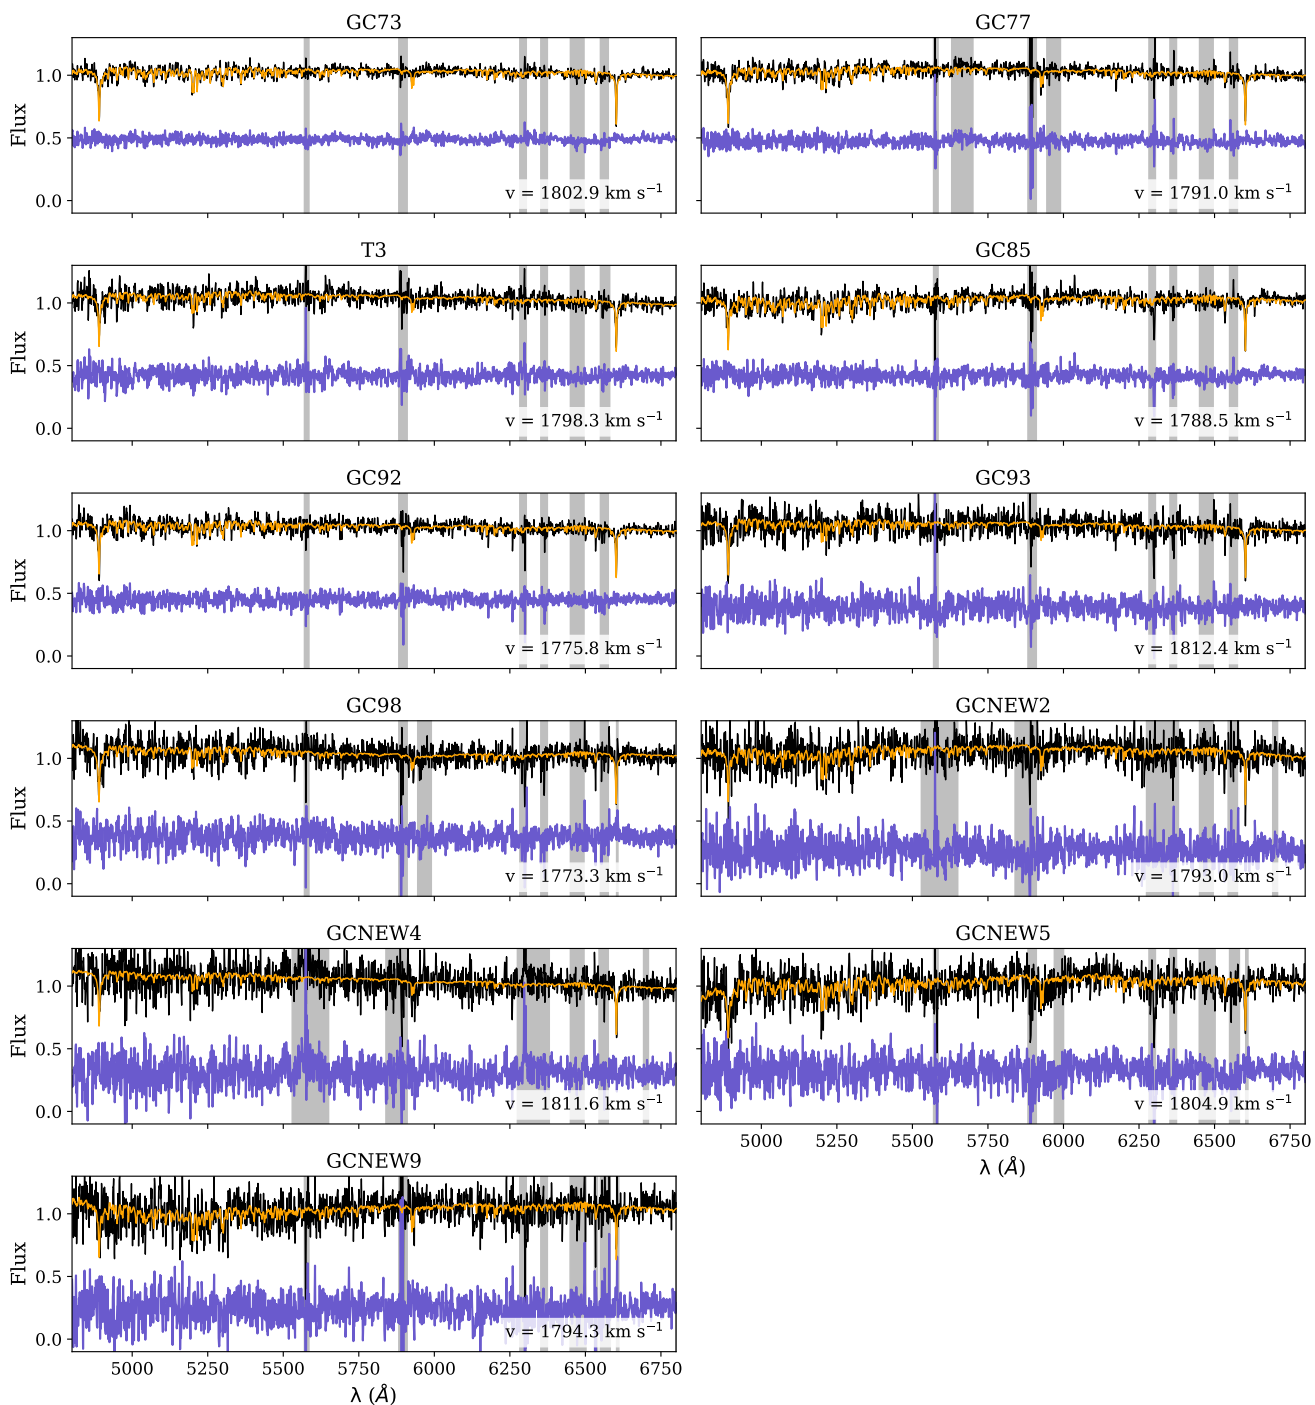 GC73
GC77
1.0
0.5
0.0
Flux
v = 1802.9 km s⁻¹
v = 1791.0 km s⁻¹
T3
GC85
1.0
0.5
0.0
Flux
v = 1798.3 km s⁻¹
v = 1788.5 km s⁻¹
GC92
GC93
1.0
0.5
0.0
Flux
v = 1775.8 km s⁻¹
v = 1812.4 km s⁻¹
GC98
GCNEW2
1.0
0.5
0.0
Flux
v = 1773.3 km s⁻¹
v = 1793.0 km s⁻¹
GCNEW4
GCNEW5
1.0
0.5
0.0
Flux
v = 1811.6 km s⁻¹
v = 1804.9 km s⁻¹
5000 5250 5500 5750 6000 6250 6500 6750
λ (Å)
GCNEW9
1.0
0.5
0.0
Flux
v = 1794.3 km s⁻¹
5000 5250 5500 5750 6000 6250 6500 6750
λ (Å)